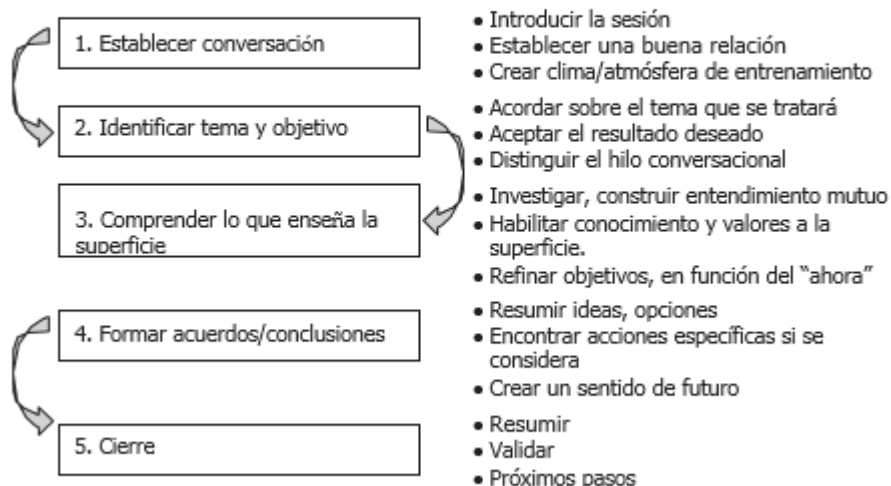 1. Establecer conversación
• Introducir la sesión
• Establecer una buena relación
• Crear clima/atmósfera de entrenamiento
2. Identificar tema y objetivo
• Acordar sobre el tema que se tratará
• Aceptar el resultado deseado
• Distinguir el hilo conversacional
3. Comprender lo que enseña la
superficie
• Investigar, construir entendimiento mutuo
• Habilitar conocimiento y valores a la
superficie.
• Refinar objetivos, en función del “ahora”
4. Formar acuerdos/conclusiones
• Resumir ideas, opciones
• Encontrar acciones específicas si se
considera
• Crear un sentido de futuro
5. Cierre
• Resumir
• Validar
• Próximos pasos